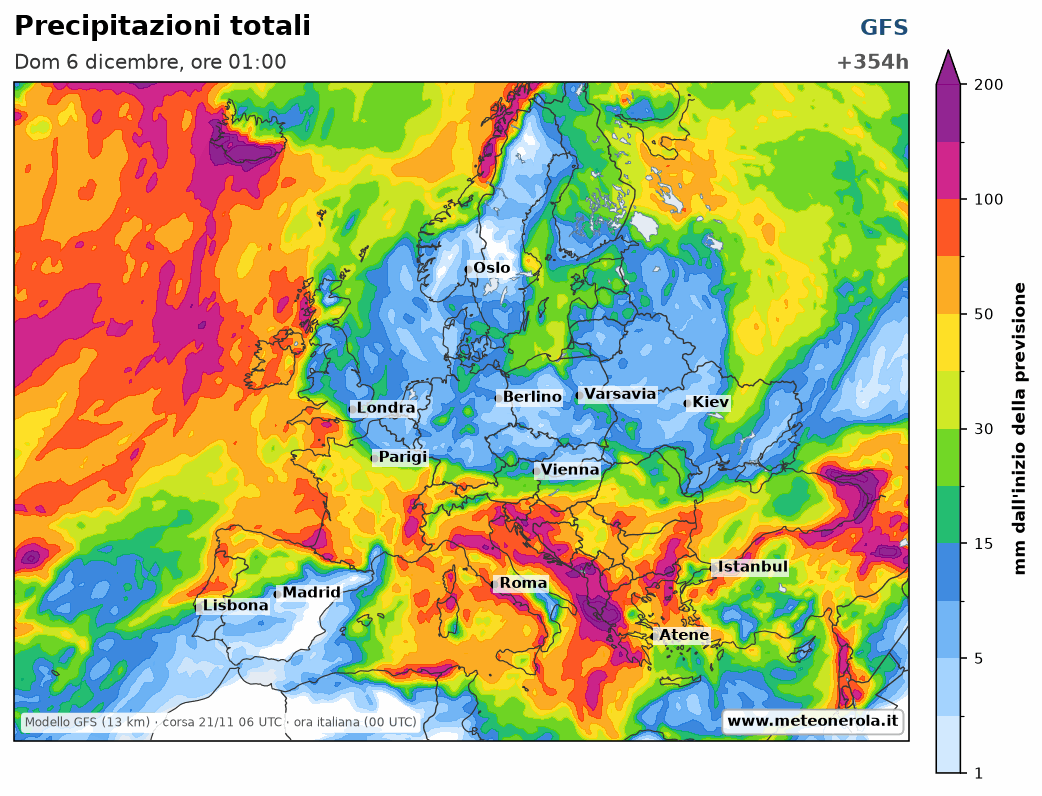 Precipitazioni totali
GFS
Dom 6 dicembre, ore 01:00
+354h
200
100
50
30
15
5
1
mm dall'inizio della previsione
Oslo
Berlino
Varsavia
Kiev
Londra
Parigi
Vienna
Istanbul
Roma
Madrid
Lisbona
Atene
Modello GFS (13 km) · corsa 21/11 06 UTC · ora italiana (00 UTC)
www.meteonerola.it